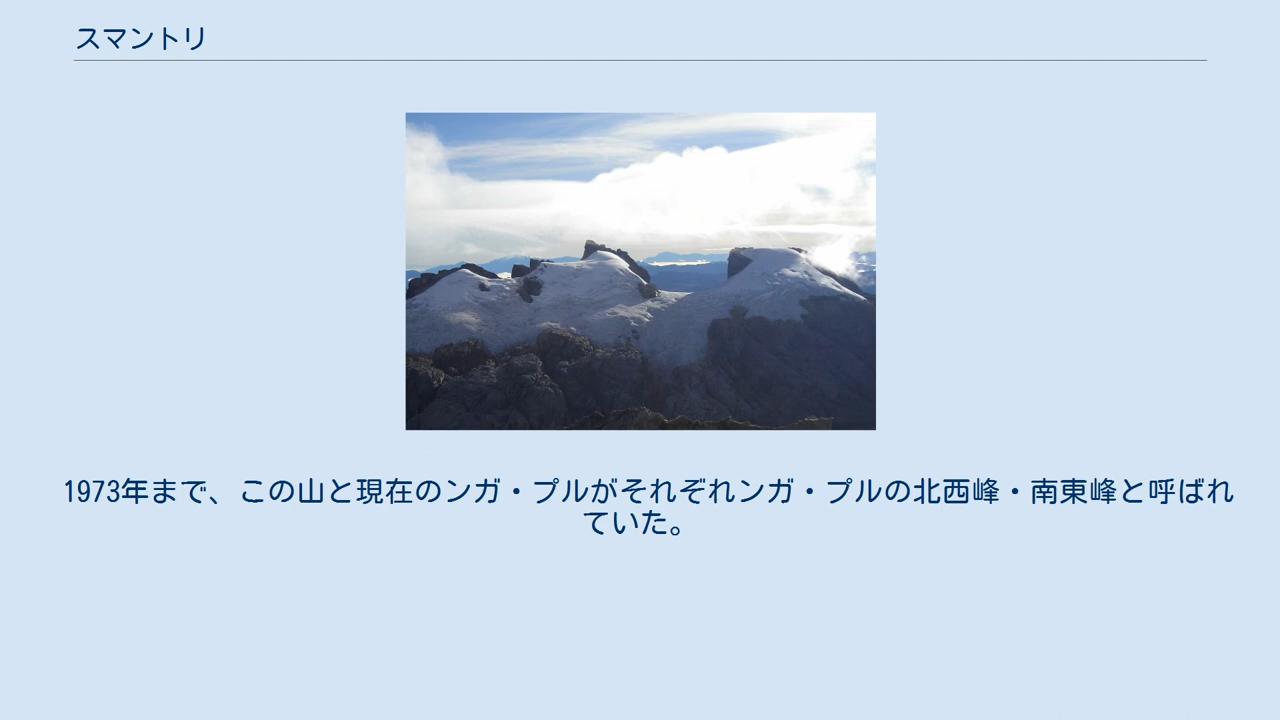 スマントリ
1973年まで、この山と現在のンガ・プルがそれぞれンガ・プルの北西峰・南東峰と呼ばれ
ていた。